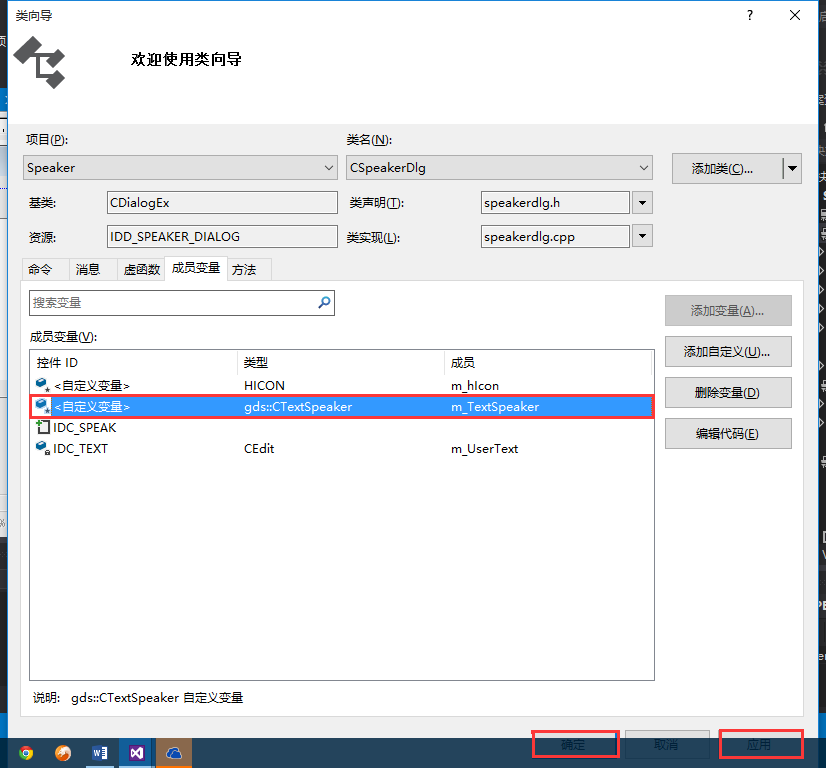 类向导
?
欢迎使用类向导
项目(P):
类名(N):
Speaker
CSpeakerDlg
添加类(C)...
基类:
CDialogEx
类声明(T):
speakerdlg.h
资源:
IDD_SPEAKER_DIALOG
类实现(L):
speakerdlg.cpp
命令 消息 虚函数 成员变量 方法
搜索变量
添加变量(A)...
成员变量(V):
添加自定义(U)...
控件 ID 类型 成员
<自定义变量> HICON m_hIcon
删除变量(D)
<自定义变量> gds::CTextSpeaker m_TextSpeaker
IDC_SPEAK
编辑代码(E)
IDC_TEXT CEdit m_UserText
说明: gds::CTextSpeaker 自定义变量
确定 取消 应用